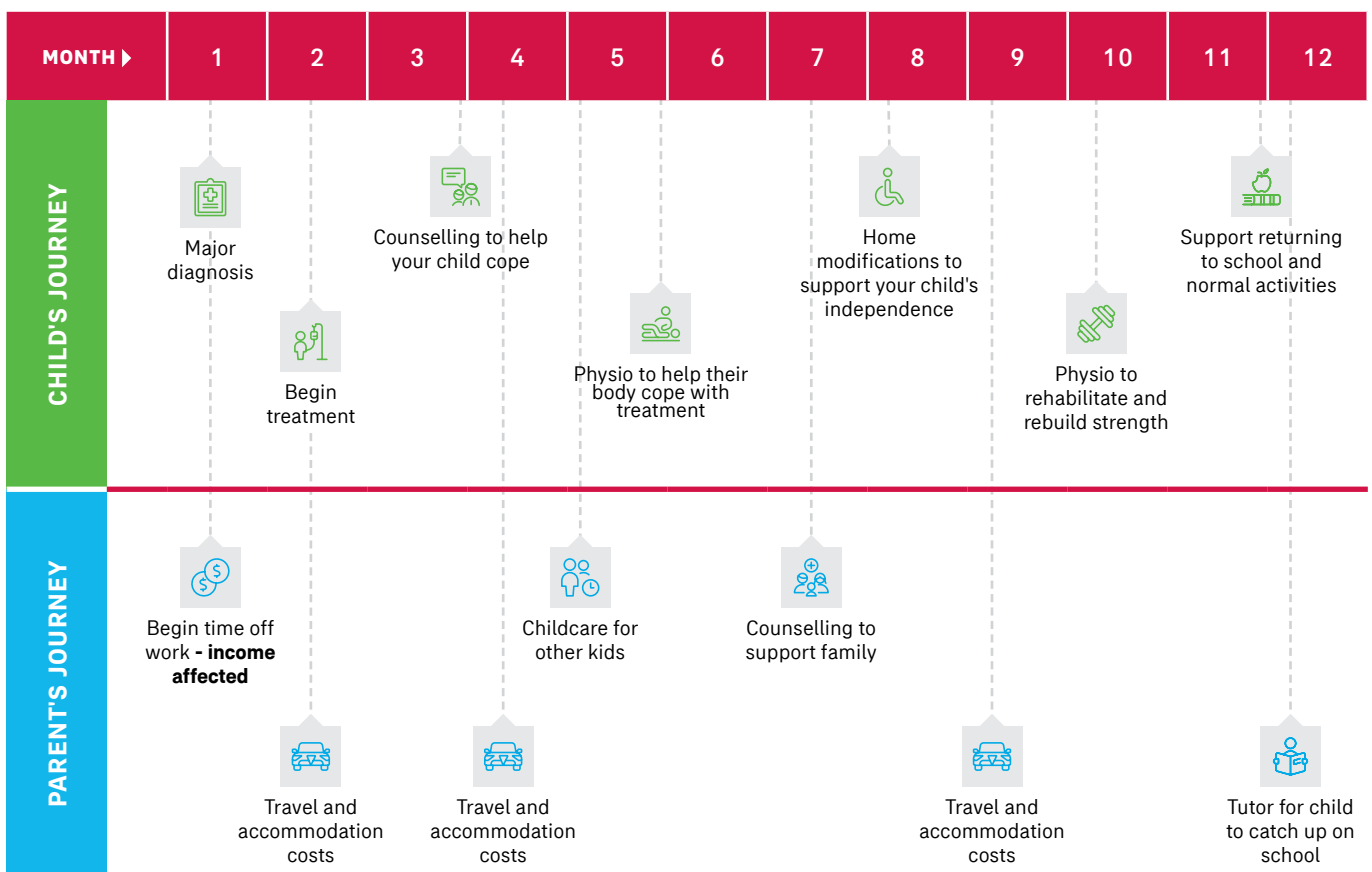 MONTH 1 2 3 4 5 6 7 8 9 10 11 12
CHILD'S JOURNEY
Major
diagnosis
Begin
treatment
Counselling to help
your child cope
Physio to help their
body cope with
treatment
Home
modifications to
support your child's
independence
Physio to
rehabilitate and
rebuild strength
Support returning
to school and
normal activities
PARENT'S JOURNEY
Begin time off
work - income
affected
Travel and
accommodation
costs
Travel and
accommodation
costs
Childcare for
other kids
Counselling to
support family
Travel and
accommodation
costs
Tutor for child
to catch up on
school